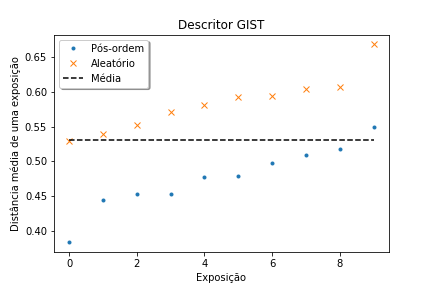 Descritor GIST
Pós-ordem
Aleatório
Média
Distância média de uma exposição
0.65
0.60
0.55
0.50
0.45
0.40
0 2 4 6 8
Exposição